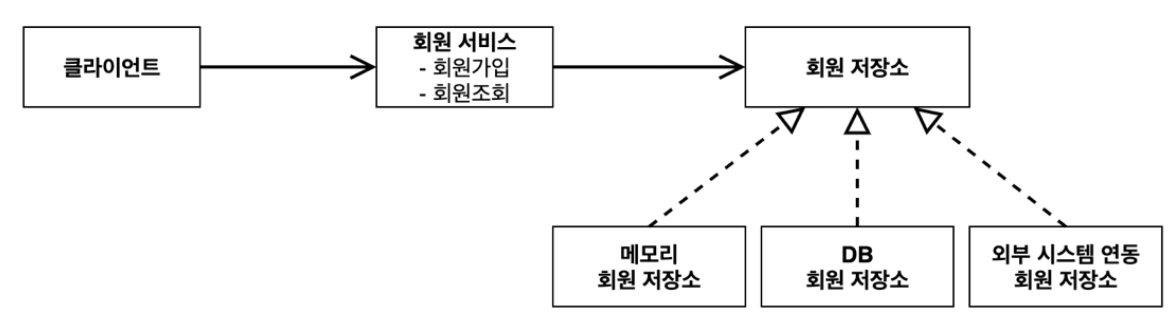 클라이언트
회원 서비스
- 회원가입
- 회원조회
회원 저장소
메모리
회원 저장소
DB
회원 저장소
외부 시스템 연동
회원 저장소